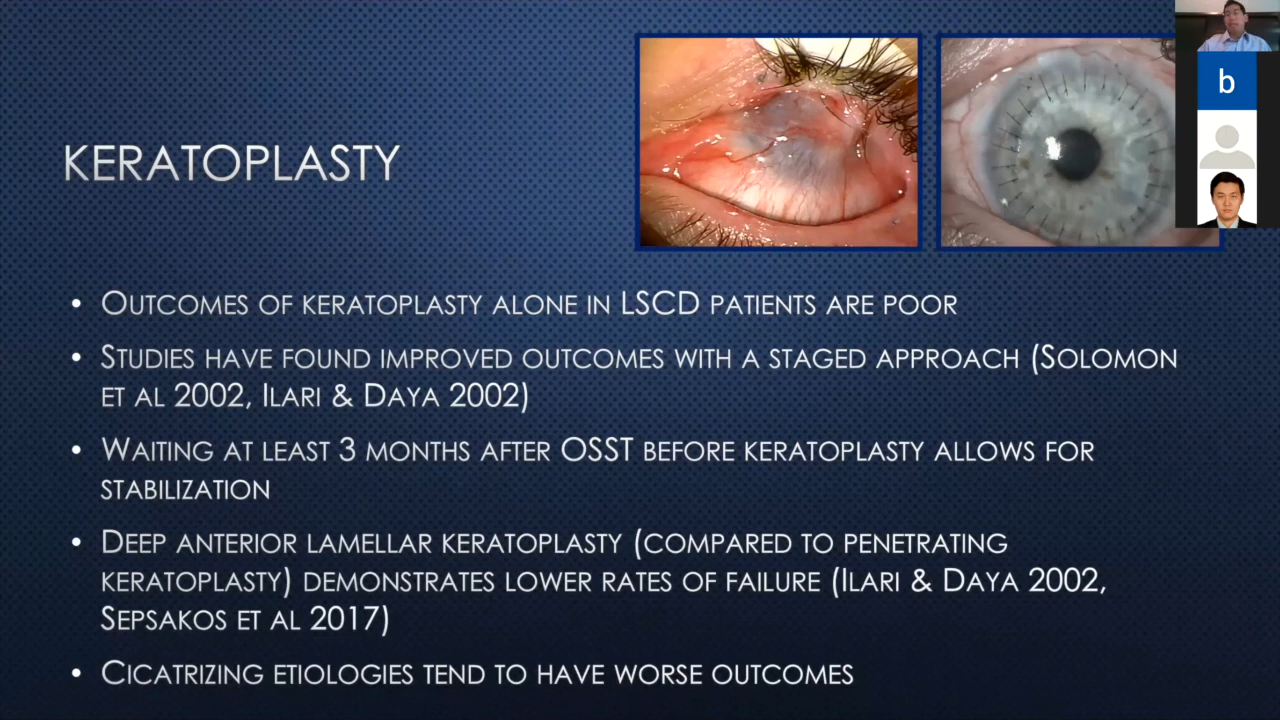 KERATOPLASTY
• OUTCOMES OF KERATOPLASTY ALONE IN LSCD PATIENTS ARE POOR
• STUDIES HAVE FOUND IMPROVED OUTCOMES WITH A STAGED APPROACH (SOLOMON
ET AL 2002, ILARI & DAYA 2002)
• WAITING AT LEAST 3 MONTHS AFTER OSST BEFORE KERATOPLASTY ALLOWS FOR
STABILIZATION
• DEEP ANTERIOR LAMELLAR KERATOPLASTY (COMPARED TO PENETRATING
KERATOPLASTY) DEMONSTRATES LOWER RATES OF FAILURE (ILARI & DAYA 2002,
SEPSAKOS ET AL 2017)
• CICATRIZING ETIOLOGIES TEND TO HAVE WORSE OUTCOMES
b